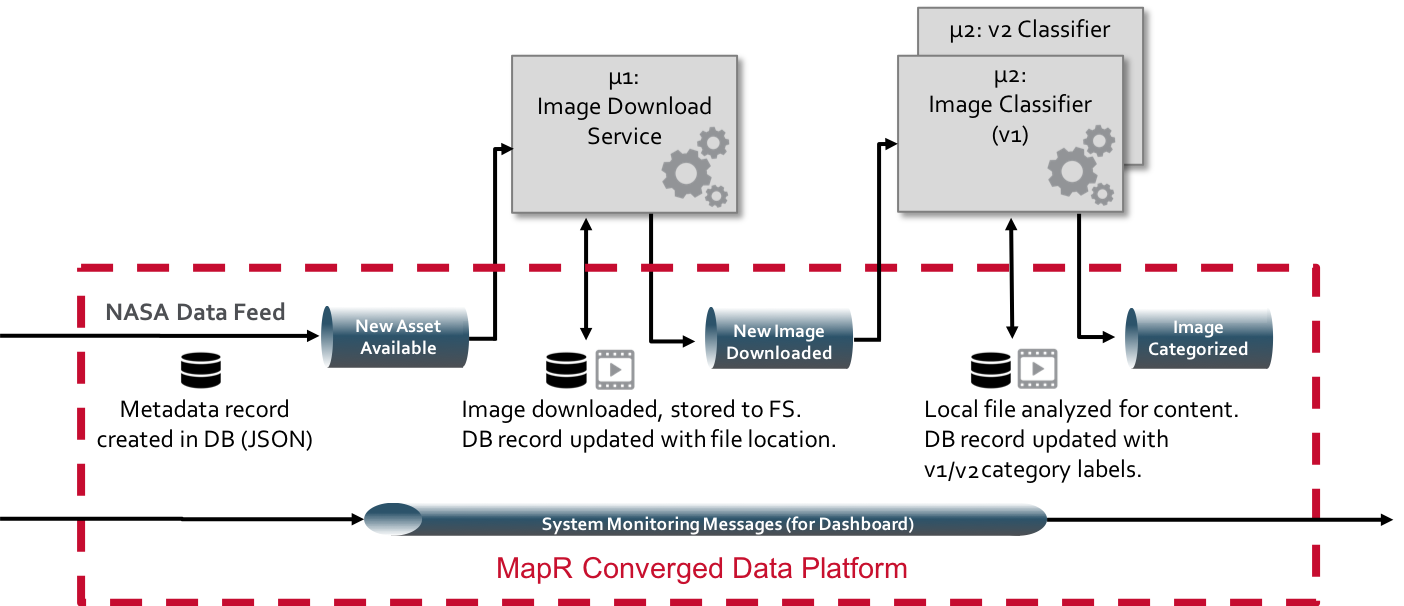 μ2: v2 Classifier
μ1:
Image Download
Service
μ2:
Image Classifier
(v1)
NASA Data Feed
New Asset
Available
New Image
Downloaded
Image
Categorized
Metadata record
created in DB (JSON)
Image downloaded, stored to FS.
DB record updated with file location.
Local file analyzed for content.
DB record updated with
v1/v2 category labels.
System Monitoring Messages (for Dashboard)
MapR Converged Data Platform